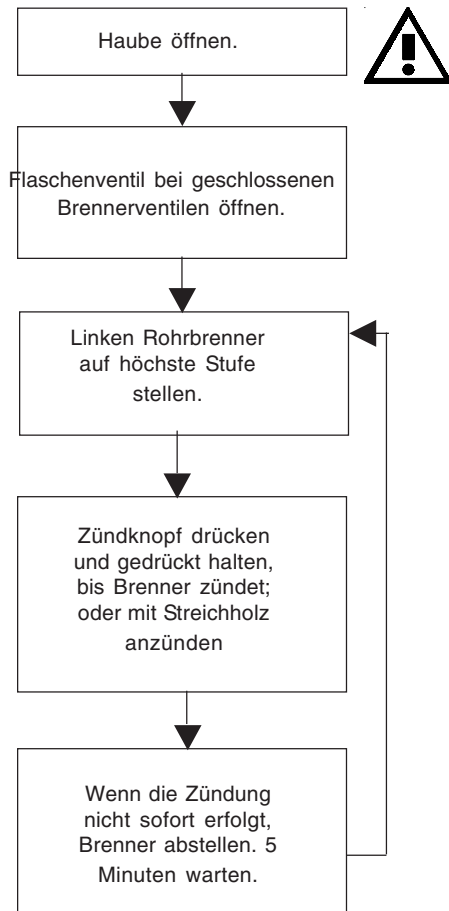 Haube öffnen.
Flaschenventil bei geschlossenen
Brennerventilen öffnen.
Linken Rohrbrenner
auf höchste Stufe
stellen.
Zündknopf drücken
und gedrückt halten,
bis Brenner zündet;
oder mit Streichholz
anzünden
Wenn die Zündung
nicht sofort erfolgt,
Brenner abstellen. 5
Minuten warten.